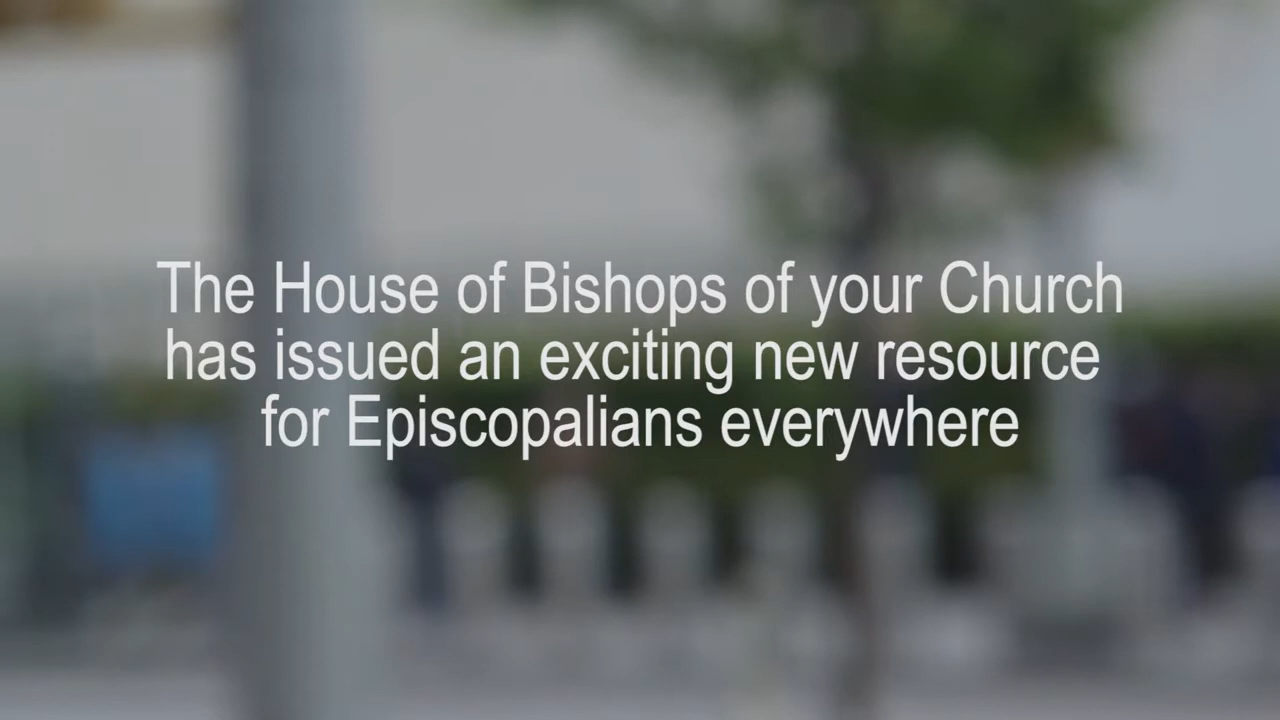 The House of Bishops of your Church
has issued an exciting new resource
for Episcopalians everywhere